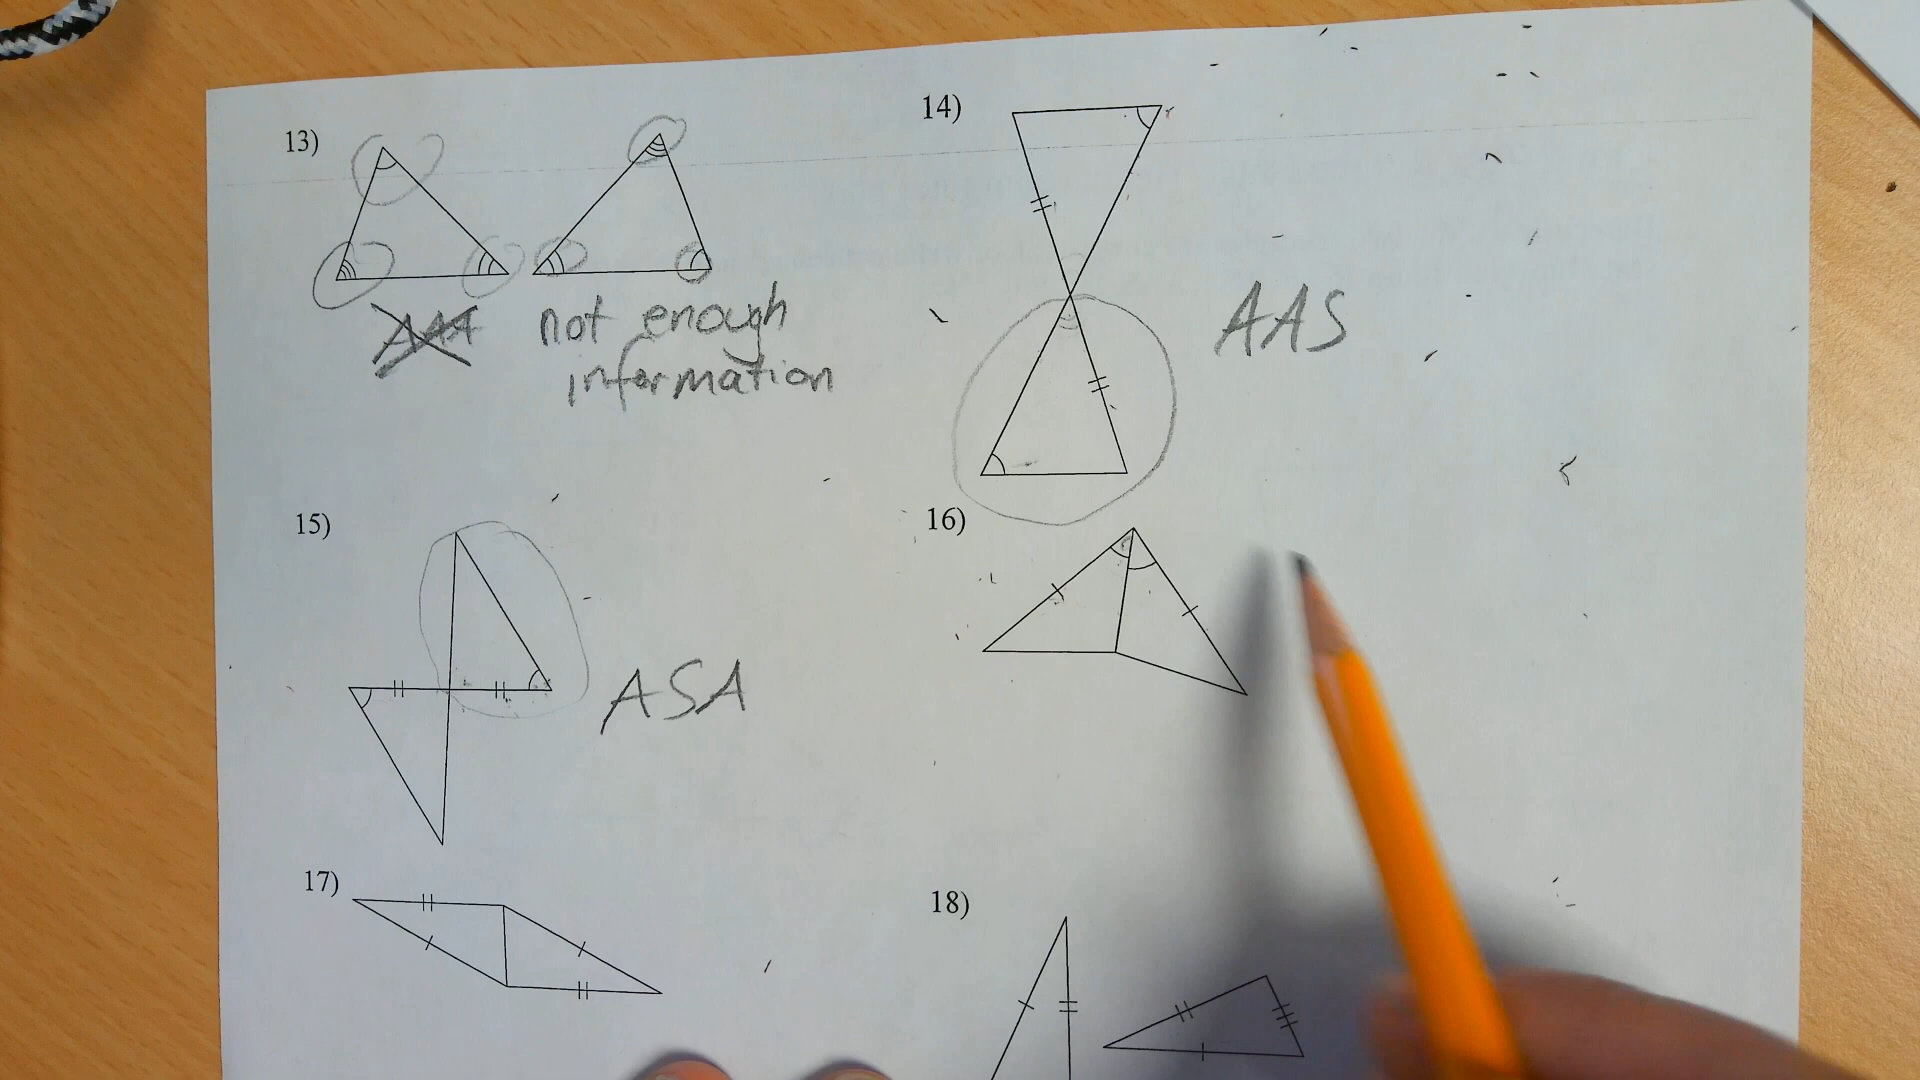 13)
AAA not enough
information
14)
AAS
15)
ASA
16)
17)
18)